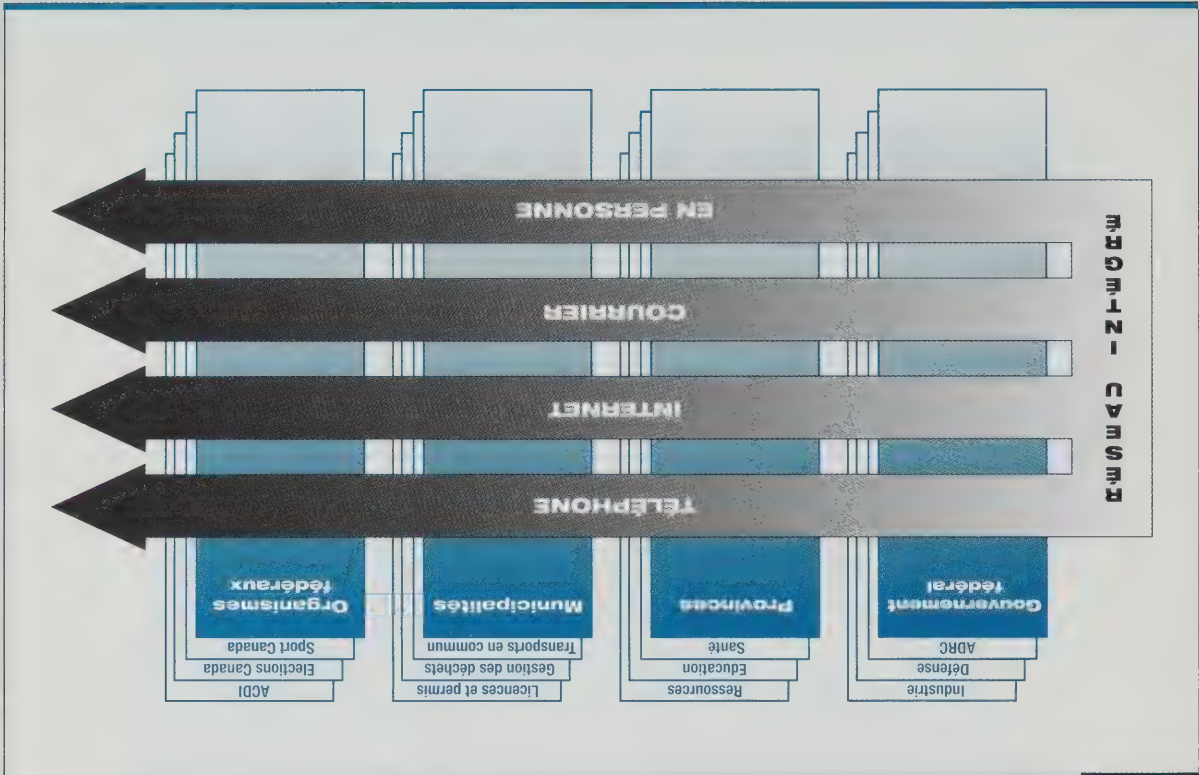 Industrie
Défense
ADRC
Gouvernement
fédéral
Ressources
Education
Santé
Provinces
Licences et permis
Gestion des déchets
Transports en commun
Municipalités
ACDI
Elections Canada
Sport Canada
Organismes
fédéraux
RÉSEAU INTÉGRÉ
TÉLÉPHONE
INTERNET
COURRIER
EN PERSONNE